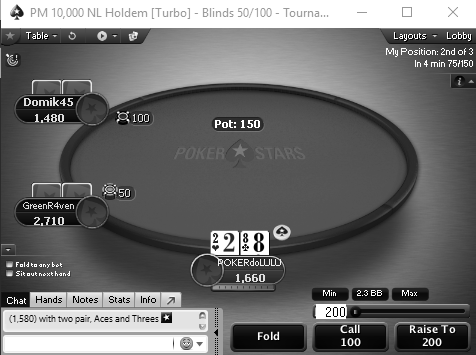 PM 10,000 NL Holdem [Turbo] - Blinds 50/100 - Tourna...
Table
Layouts Lobby
My Position: 2nd of 3
In 4 min 75/150
i
Domik45
1,480
100
Pot: 150
POKER STARS
GreenR4ven
2,710
50
2 2 8 8
POKERdoLULU
1,660
Fold to any bet
Sit out next hand
Chat Hands Notes Stats Info
(1,580) with two pair, Aces and Threes
Min 2.3 BB Max
200
Fold
Call
100
Raise To
200